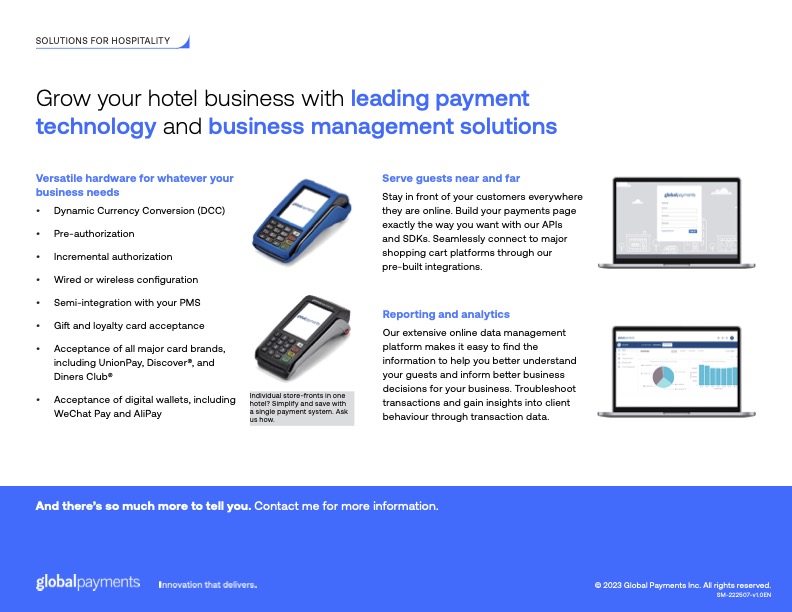 SOLUTIONS FOR HOSPITALITY
Grow your hotel business with leading payment
technology and business management solutions
Versatile hardware for whatever your
business needs
• Dynamic Currency Conversion (DCC)
• Pre-authorization
• Incremental authorization
• Wired or wireless configuration
• Semi-integration with your PMS
• Gift and loyalty card acceptance
• Acceptance of all major card brands,
including UnionPay, Discover®, and
Diners Club®
• Acceptance of digital wallets, including
WeChat Pay and AliPay
Individual store-fronts in one
hotel? Simplify and save with
a single payment system. Ask
us how.
Serve guests near and far
Stay in front of your customers everywhere
they are online. Build your payments page
exactly the way you want with our APIs
and SDKs. Seamlessly connect to major
shopping cart platforms through our
pre-built integrations.
globalpayments
Reporting and analytics
Our extensive online data management
platform makes it easy to find the
information to help you better understand
your guests and inform better business
decisions for your business. Troubleshoot
transactions and gain insights into client
behaviour through transaction data.
And there's so much more to tell you. Contact me for more information.
globalpayments
Innovation that delivers.
© 2023 Global Payments Inc. All rights reserved.
SM-222507-v1.0EN